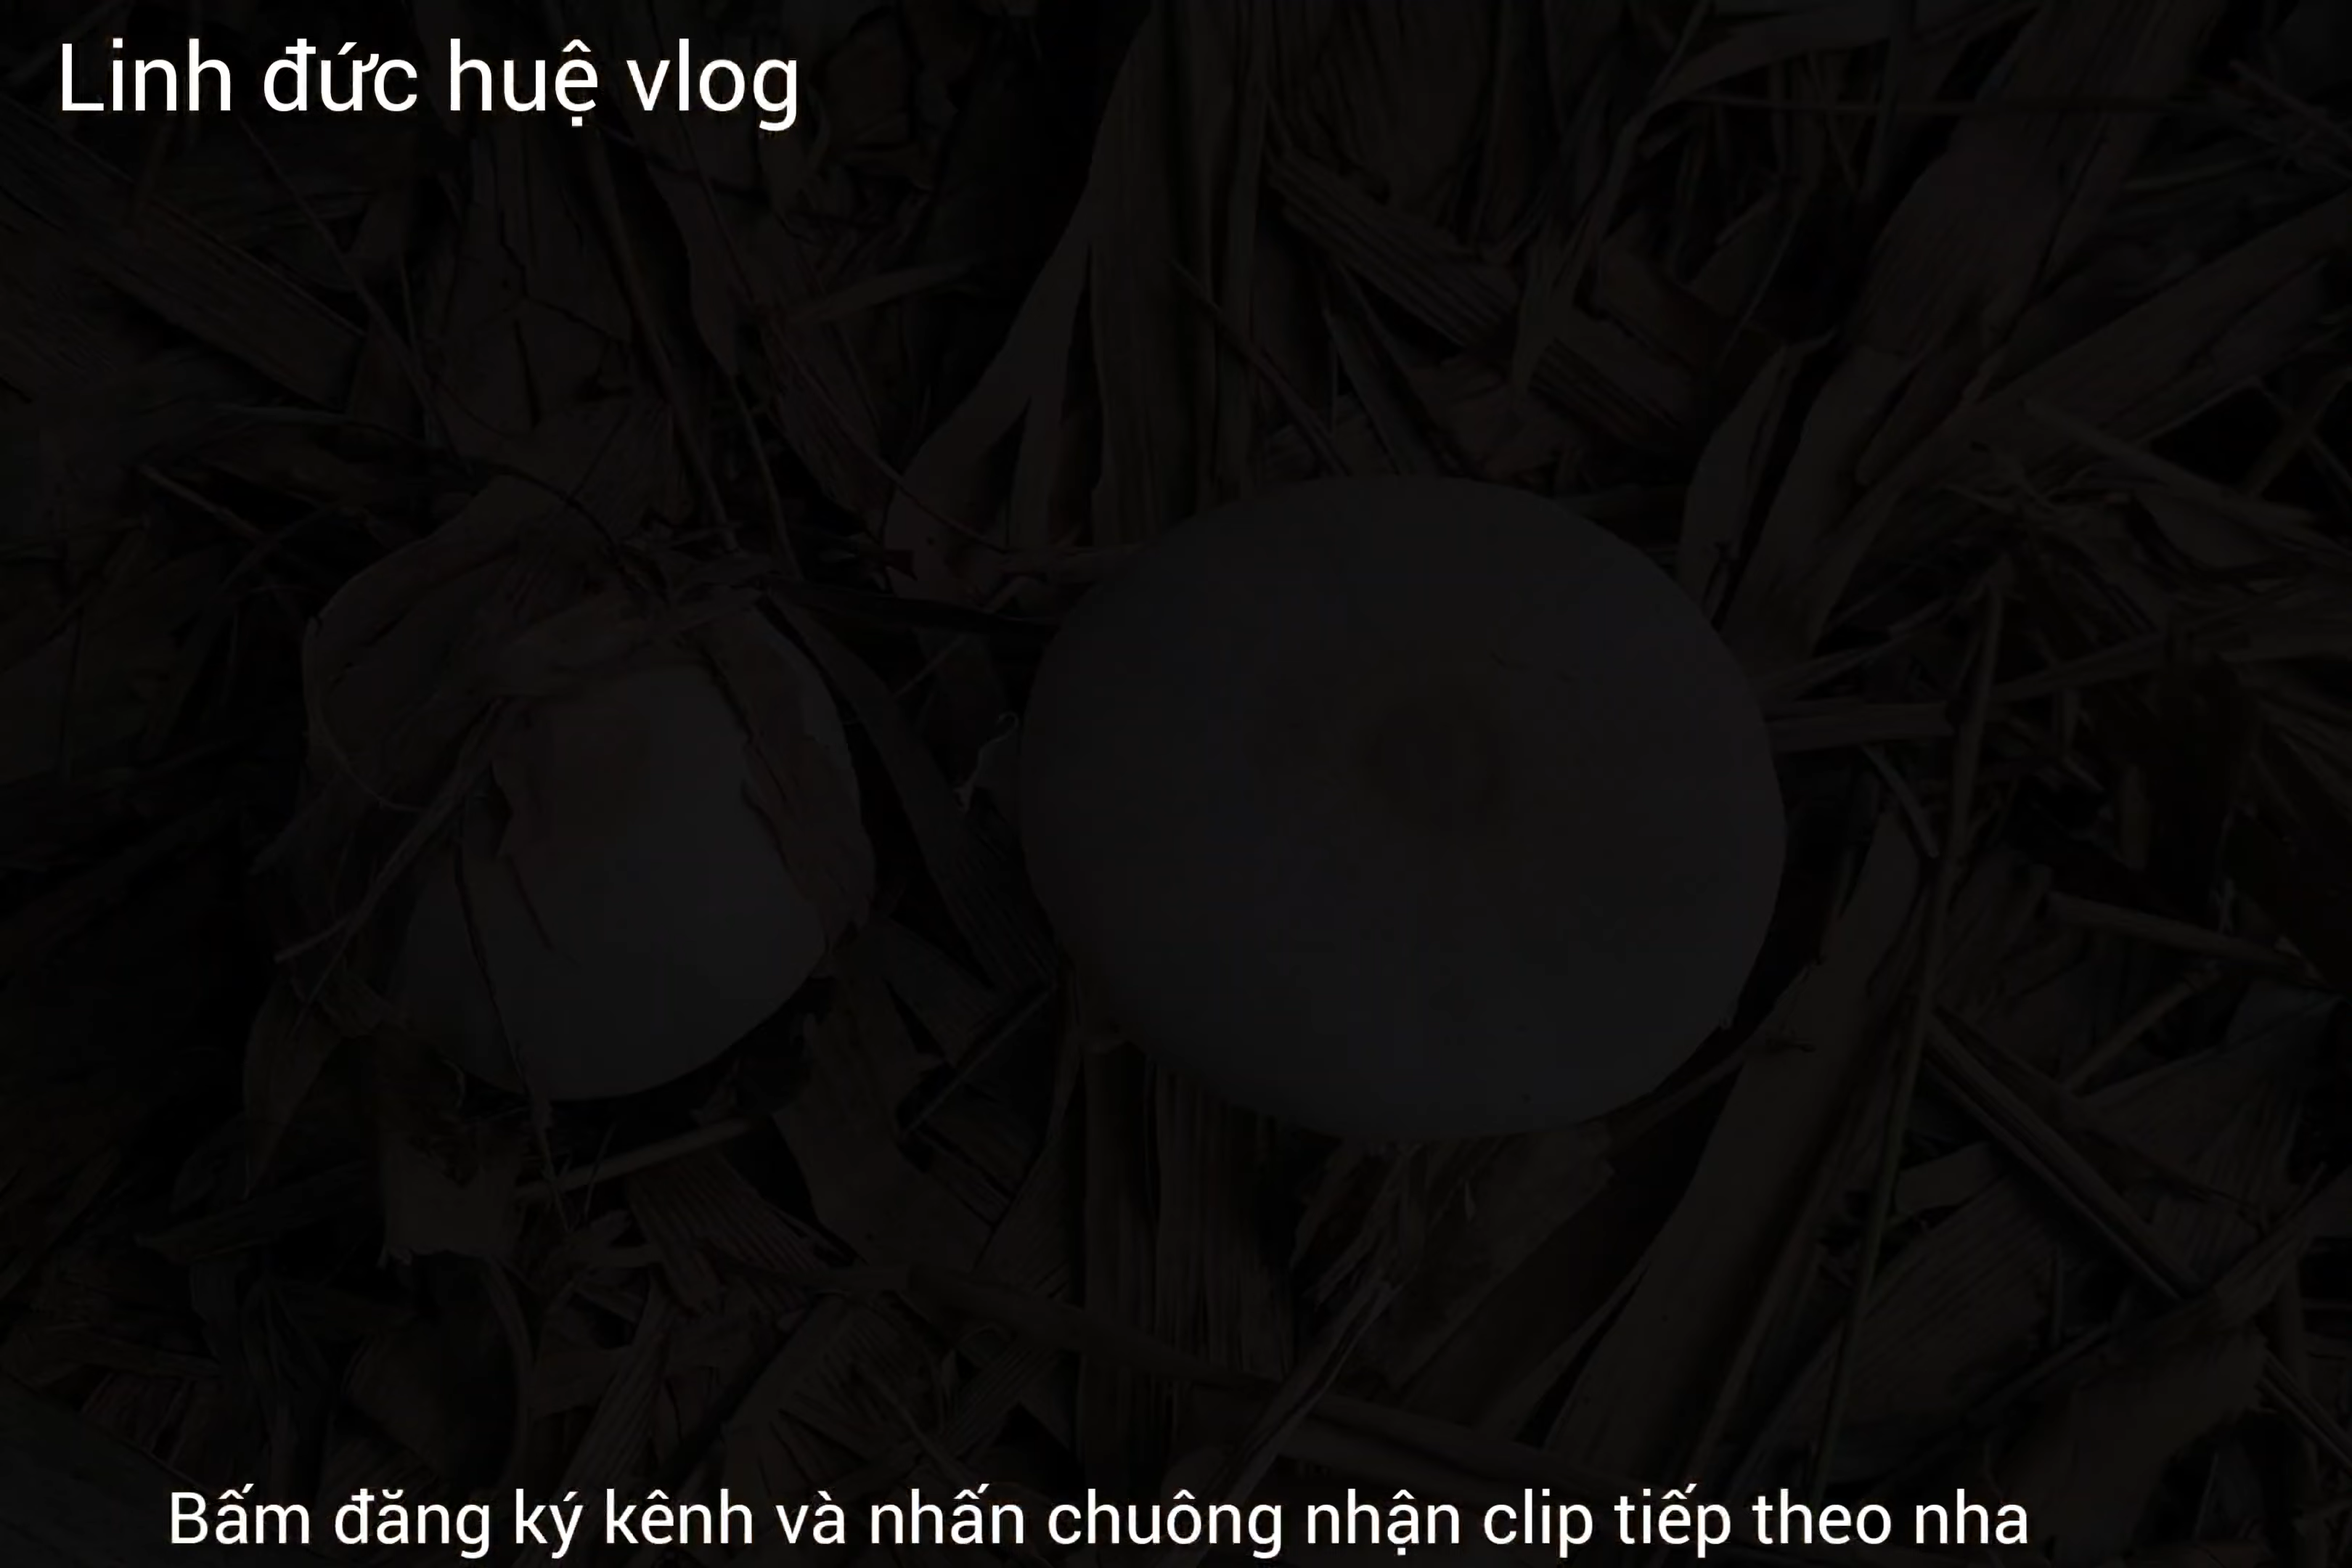 Linh đức huệ vlog
Bấm đăng ký kênh và nhấn chuông nhận clip tiếp theo nha